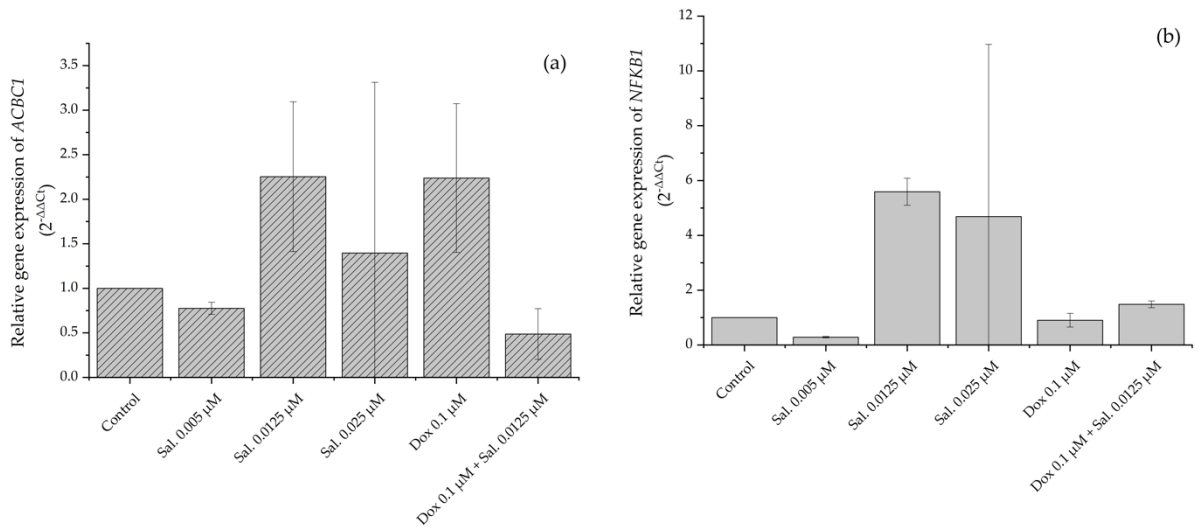 (a)
Relative gene expression of ACBC1
(2-ΔΔCt)
3.5
3.0
2.5
2.0
1.5
1.0
0.5
0.0
Control
Sal. 0.005 μM
Sal. 0.0125 μM
Sal. 0.025 μM
Dox 0.1 μM
Dox 0.1 μM + Sal. 0.0125 μM
(b)
Relative gene expression of NFKB1
(2-ΔΔCt)
12
10
8
6
4
2
0
Control
Sal. 0.005 μM
Sal. 0.0125 μM
Sal. 0.025 μM
Dox 0.1 μM
Dox 0.1 μM + Sal. 0.0125 μM